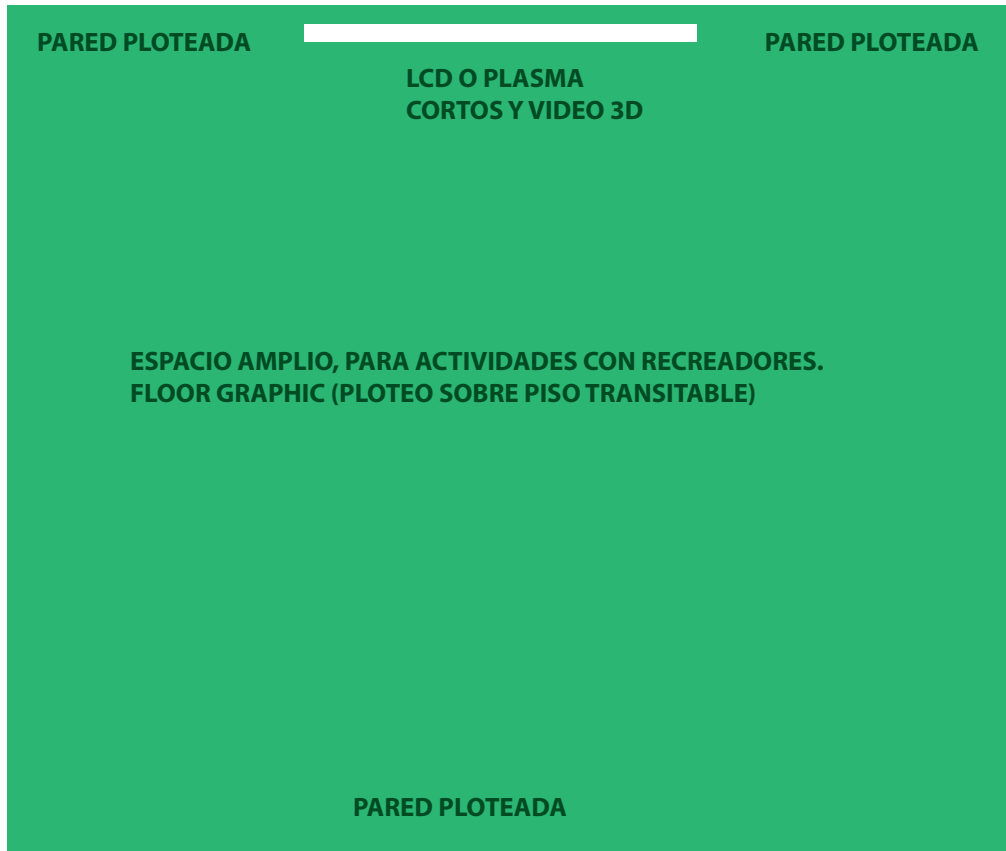 PARED PLOTEADA
PARED PLOTEADA
LCD O PLASMA
CORTOS Y VIDEO 3D
ESPACIO AMPLIO, PARA ACTIVIDADES CON RECREADORES.
FLOOR GRAPHIC (PLOTEO SOBRE PISO TRANSITABLE)
PARED PLOTEADA